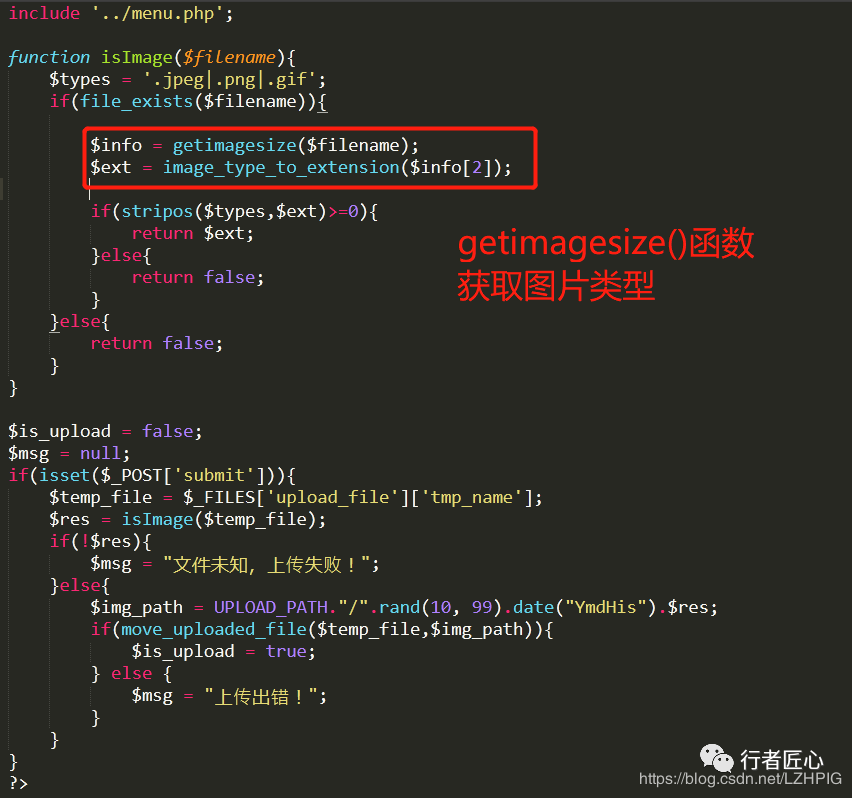 include '../menu.php';
function isImage($filename){
$types = '.jpeg|.png|.gif';
if(file_exists($filename)){
$info = getimagesize($filename);
$ext = image_type_to_extension($info[2]);
if(stripos($types,$ext)>=0){
return $ext;
}else{
return false;
}
}else{
return false;
}
}
getimagesize()函数
获取图片类型
$is_upload = false;
$msg = null;
if(isset($_POST['submit'])){
$temp_file = $_FILES['upload_file']['tmp_name'];
$res = isImage($temp_file);
if(!$res){
$msg = "文件未知，上传失败！";
}else{
$img_path = UPLOAD_PATH."/".rand(10, 99).date("YmdHis").$res;
if(move_uploaded_file($temp_file,$img_path)){
$is_upload = true;
} else {
$msg = "上传出错！";
}
}
}
?>
行者匠心
https://blog.csdn.net/LZHPIG